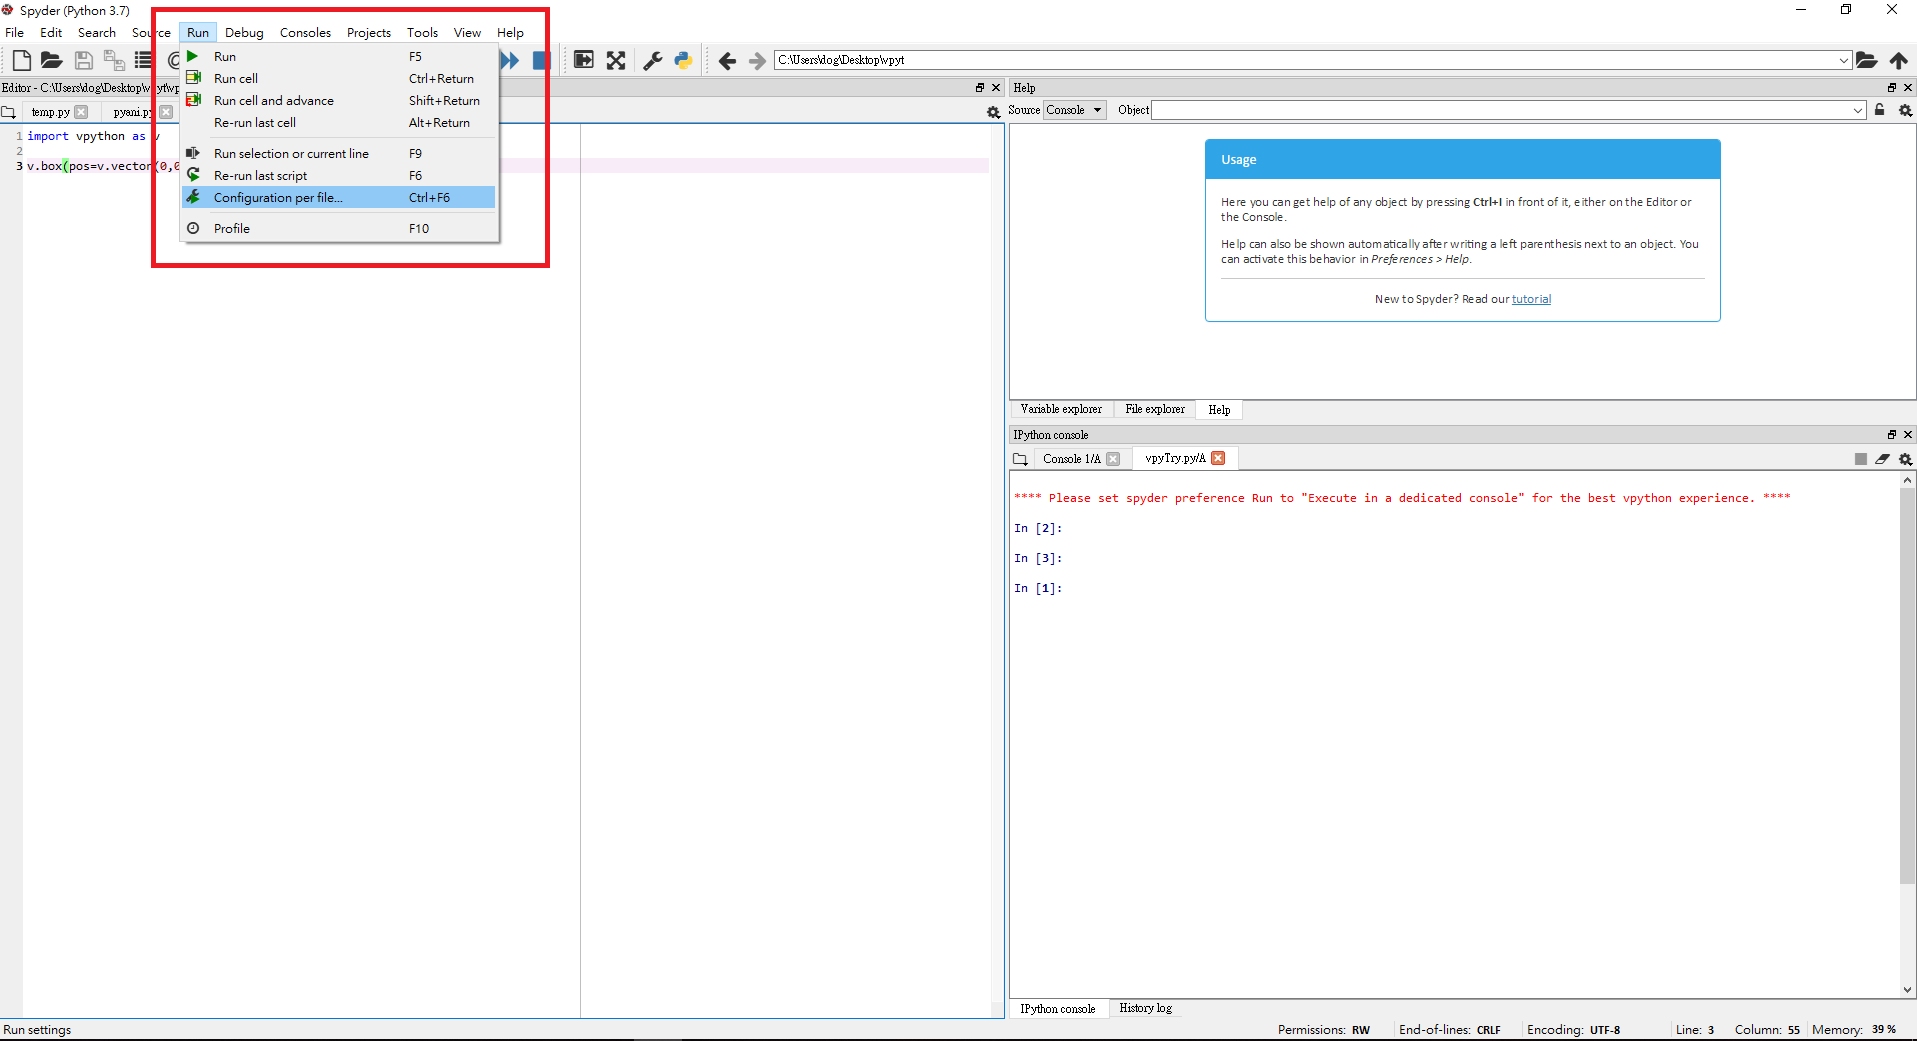 Spyder (Python 3.7)
File Edit Search Source Run Debug Consoles Projects Tools View Help
C:\Users\dog\Desktop\vpyt
Run F5
Run cell Ctrl+Return
Run cell and advance Shift+Return
Re-run last cell Alt+Return
Run selection or current line F9
Re-run last script F6
Configuration per file... Ctrl+F6
Profile F10
Editor - C:\Users\dog\Desktop\vpyt\vp
temp.py pyani.py
1 import vpython as v
2
3 v.box(pos=v.vector(0,0
Help
Source Console Object
Usage
Here you can get help of any object by pressing Ctrl+I in front of it, either on the Editor or
the Console.
Help can also be shown automatically after writing a left parenthesis next to an object. You
can activate this behavior in Preferences > Help.
New to Spyder? Read our tutorial
Variable explorer File explorer Help
IPython console
Console 1/A vpyTry.py/A
**** Please set spyder preference Run to "Execute in a dedicated console" for the best vpython experience. ****
In [2]:
In [3]:
In [1]:
IPython console History log
Run settings Permissions: RW End-of-lines: CRLF Encoding: UTF-8 Line: 3 Column: 55 Memory: 39 %